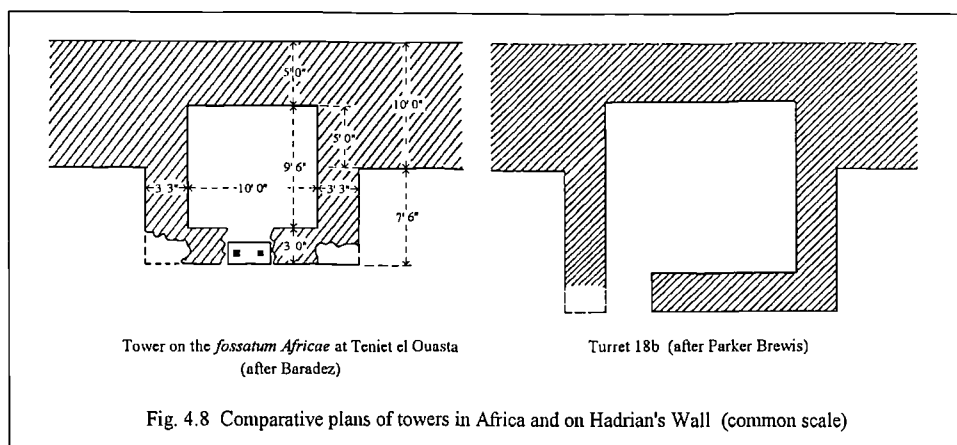 5' 0"
10' 0"
5' 0"
9' 6"
3' 3"
10' 0"
3' 3"
7' 6"
3' 0"
Tower on the fossatum Africae at Teniet el Ouasta
(after Baradez)
Turret 18b (after Parker Brewis)
Fig. 4.8 Comparative plans of towers in Africa and on Hadrian's Wall (common scale)